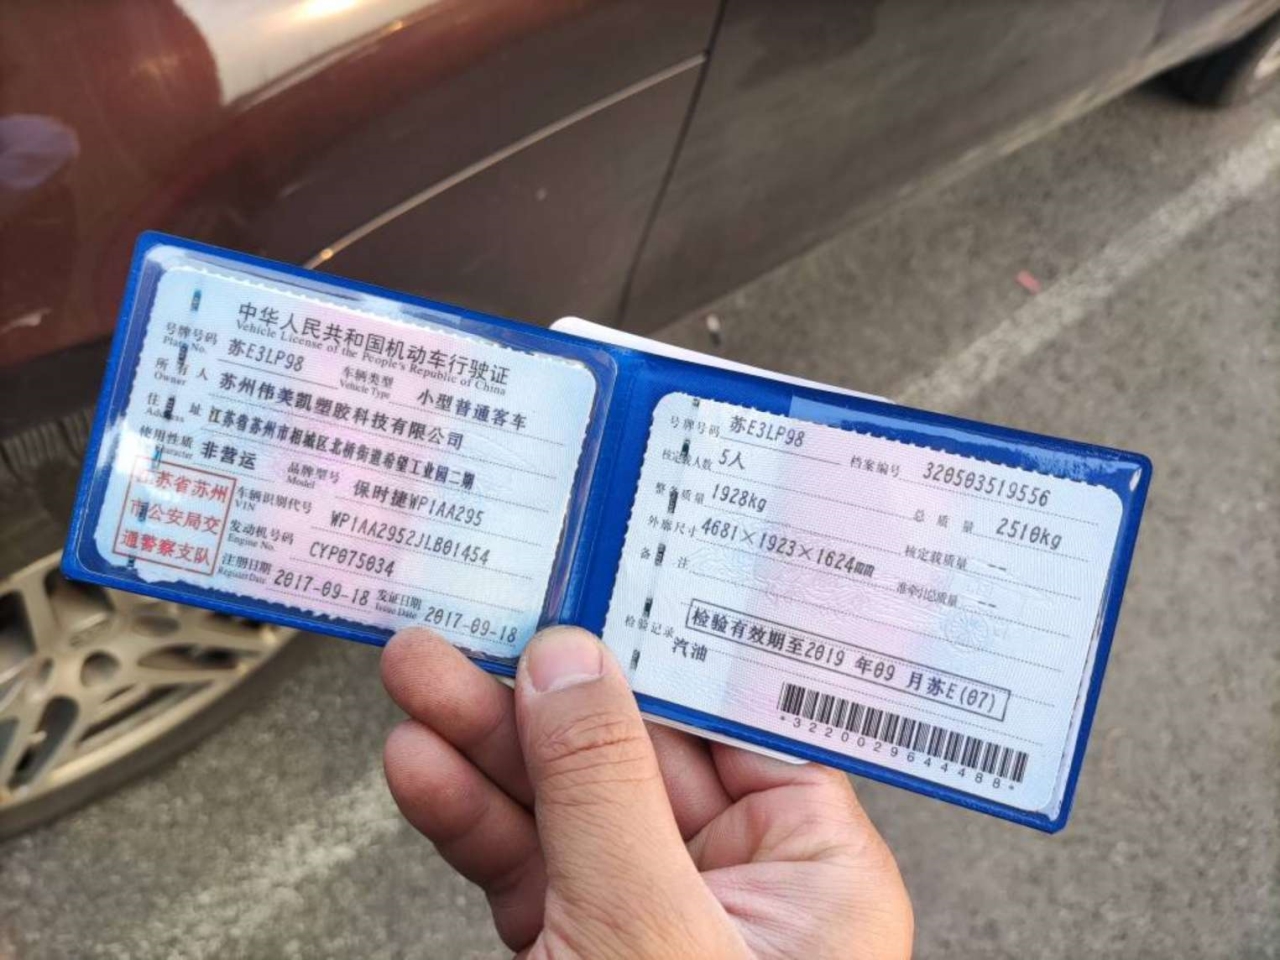 中华人民共和国机动车行驶证
Vehicle License of the People's Republic of China
号牌号码 苏E3LP98 车辆类型 小型普通客车
Plate No. Vehicle Type
所有人 苏州伟美凯塑胶科技有限公司
Owner
住址 江苏省苏州市相城区北桥街道希望工业园二期
Address
使用性质 非营运 品牌型号 保时捷WP1AA295
Character Model
车辆识别代号 WP1AA2952JLB01454
VIN
发动机号码 CYP075034
Engine No.
注册日期 2017-09-18 发证日期 2017-09-18
Register Date Issue Date
江苏省苏州
市公安局交
通警察支队
号牌号码 苏E3LP98 档案编号 320503519556
核定载人数 5人 总质量 2510kg
整备质量 1928kg 核定载质量 --
外廓尺寸 4681×1923×1624mm 准牵引总质量 --
备注
检验有效期至2019 年09 月苏E(07)
检验记录 汽油
*3220029644488*